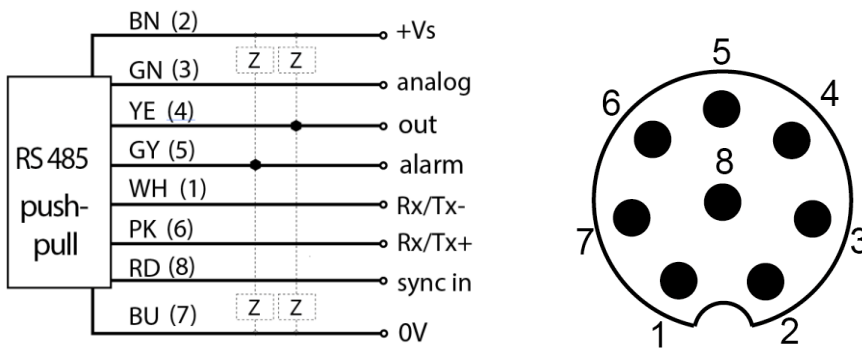 BN (2)
+Vs
Z Z
GN (3)
analog
YE (4)
out
GY (5)
alarm
RS 485
push-
pull
WH (1)
Rx/Tx-
PK (6)
Rx/Tx+
RD (8)
sync in
Z Z
BU (7)
0V
5
6
4
8
7
3
1
2